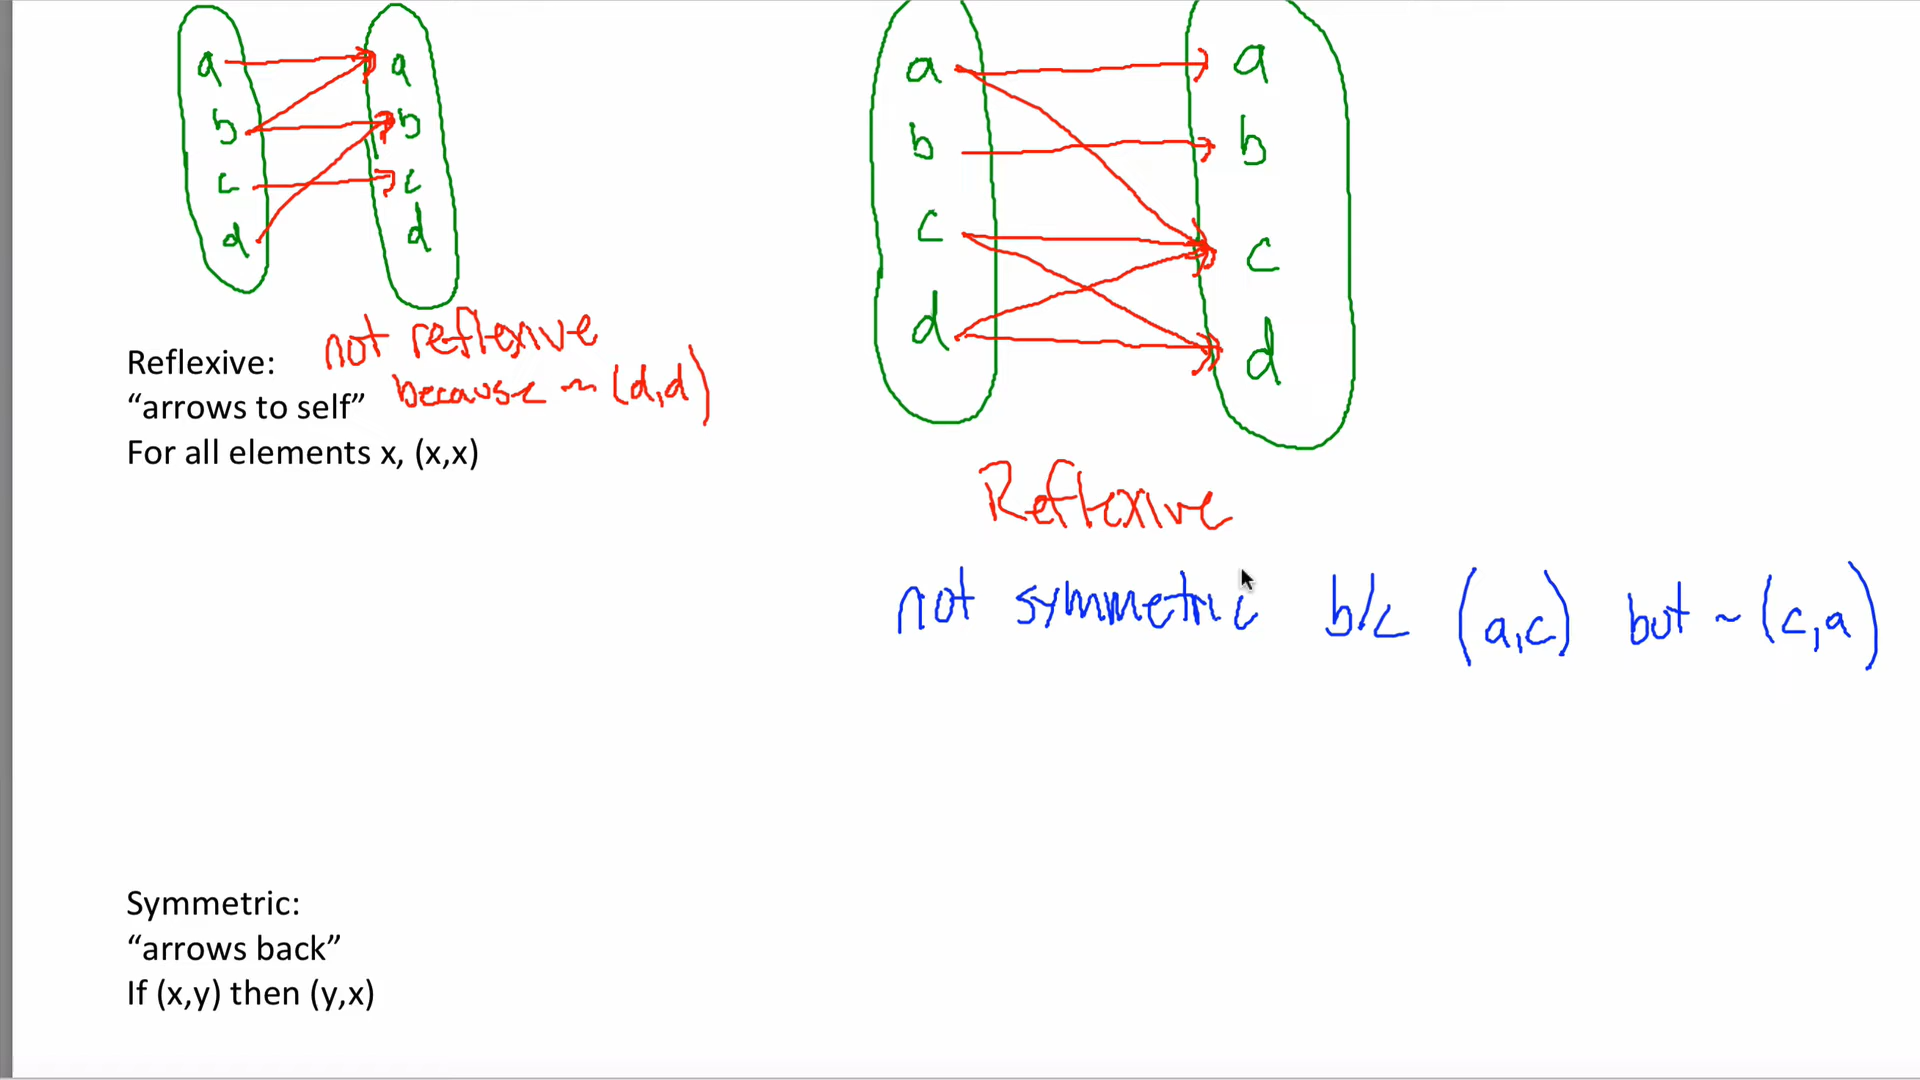 a
b
c
d
a
b
c
d
a
b
c
d
a
b
c
d
not reflexive
because ~ (d,d)
Reflexive:
“arrows to self”
For all elements x, (x,x)
Reflexive
not symmetric b/c (a,c) but ~ (c,a)
Symmetric:
“arrows back”
If (x,y) then (y,x)